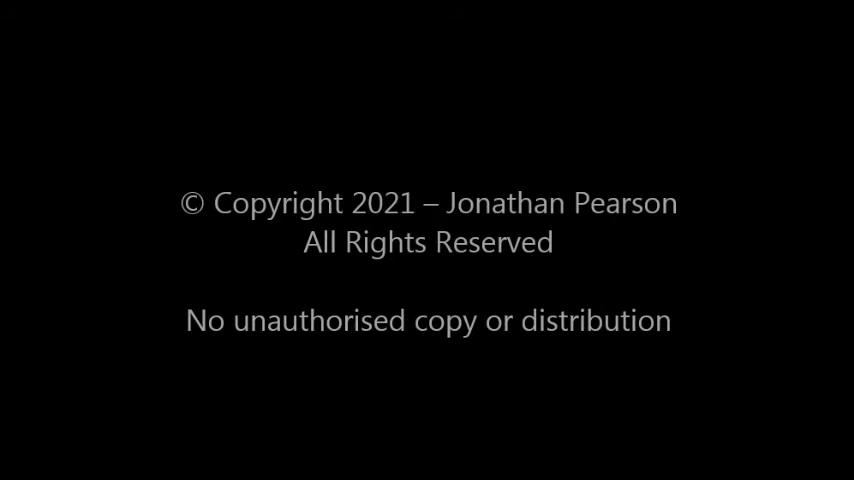 © Copyright 2021 – Jonathan Pearson
All Rights Reserved
No unauthorised copy or distribution